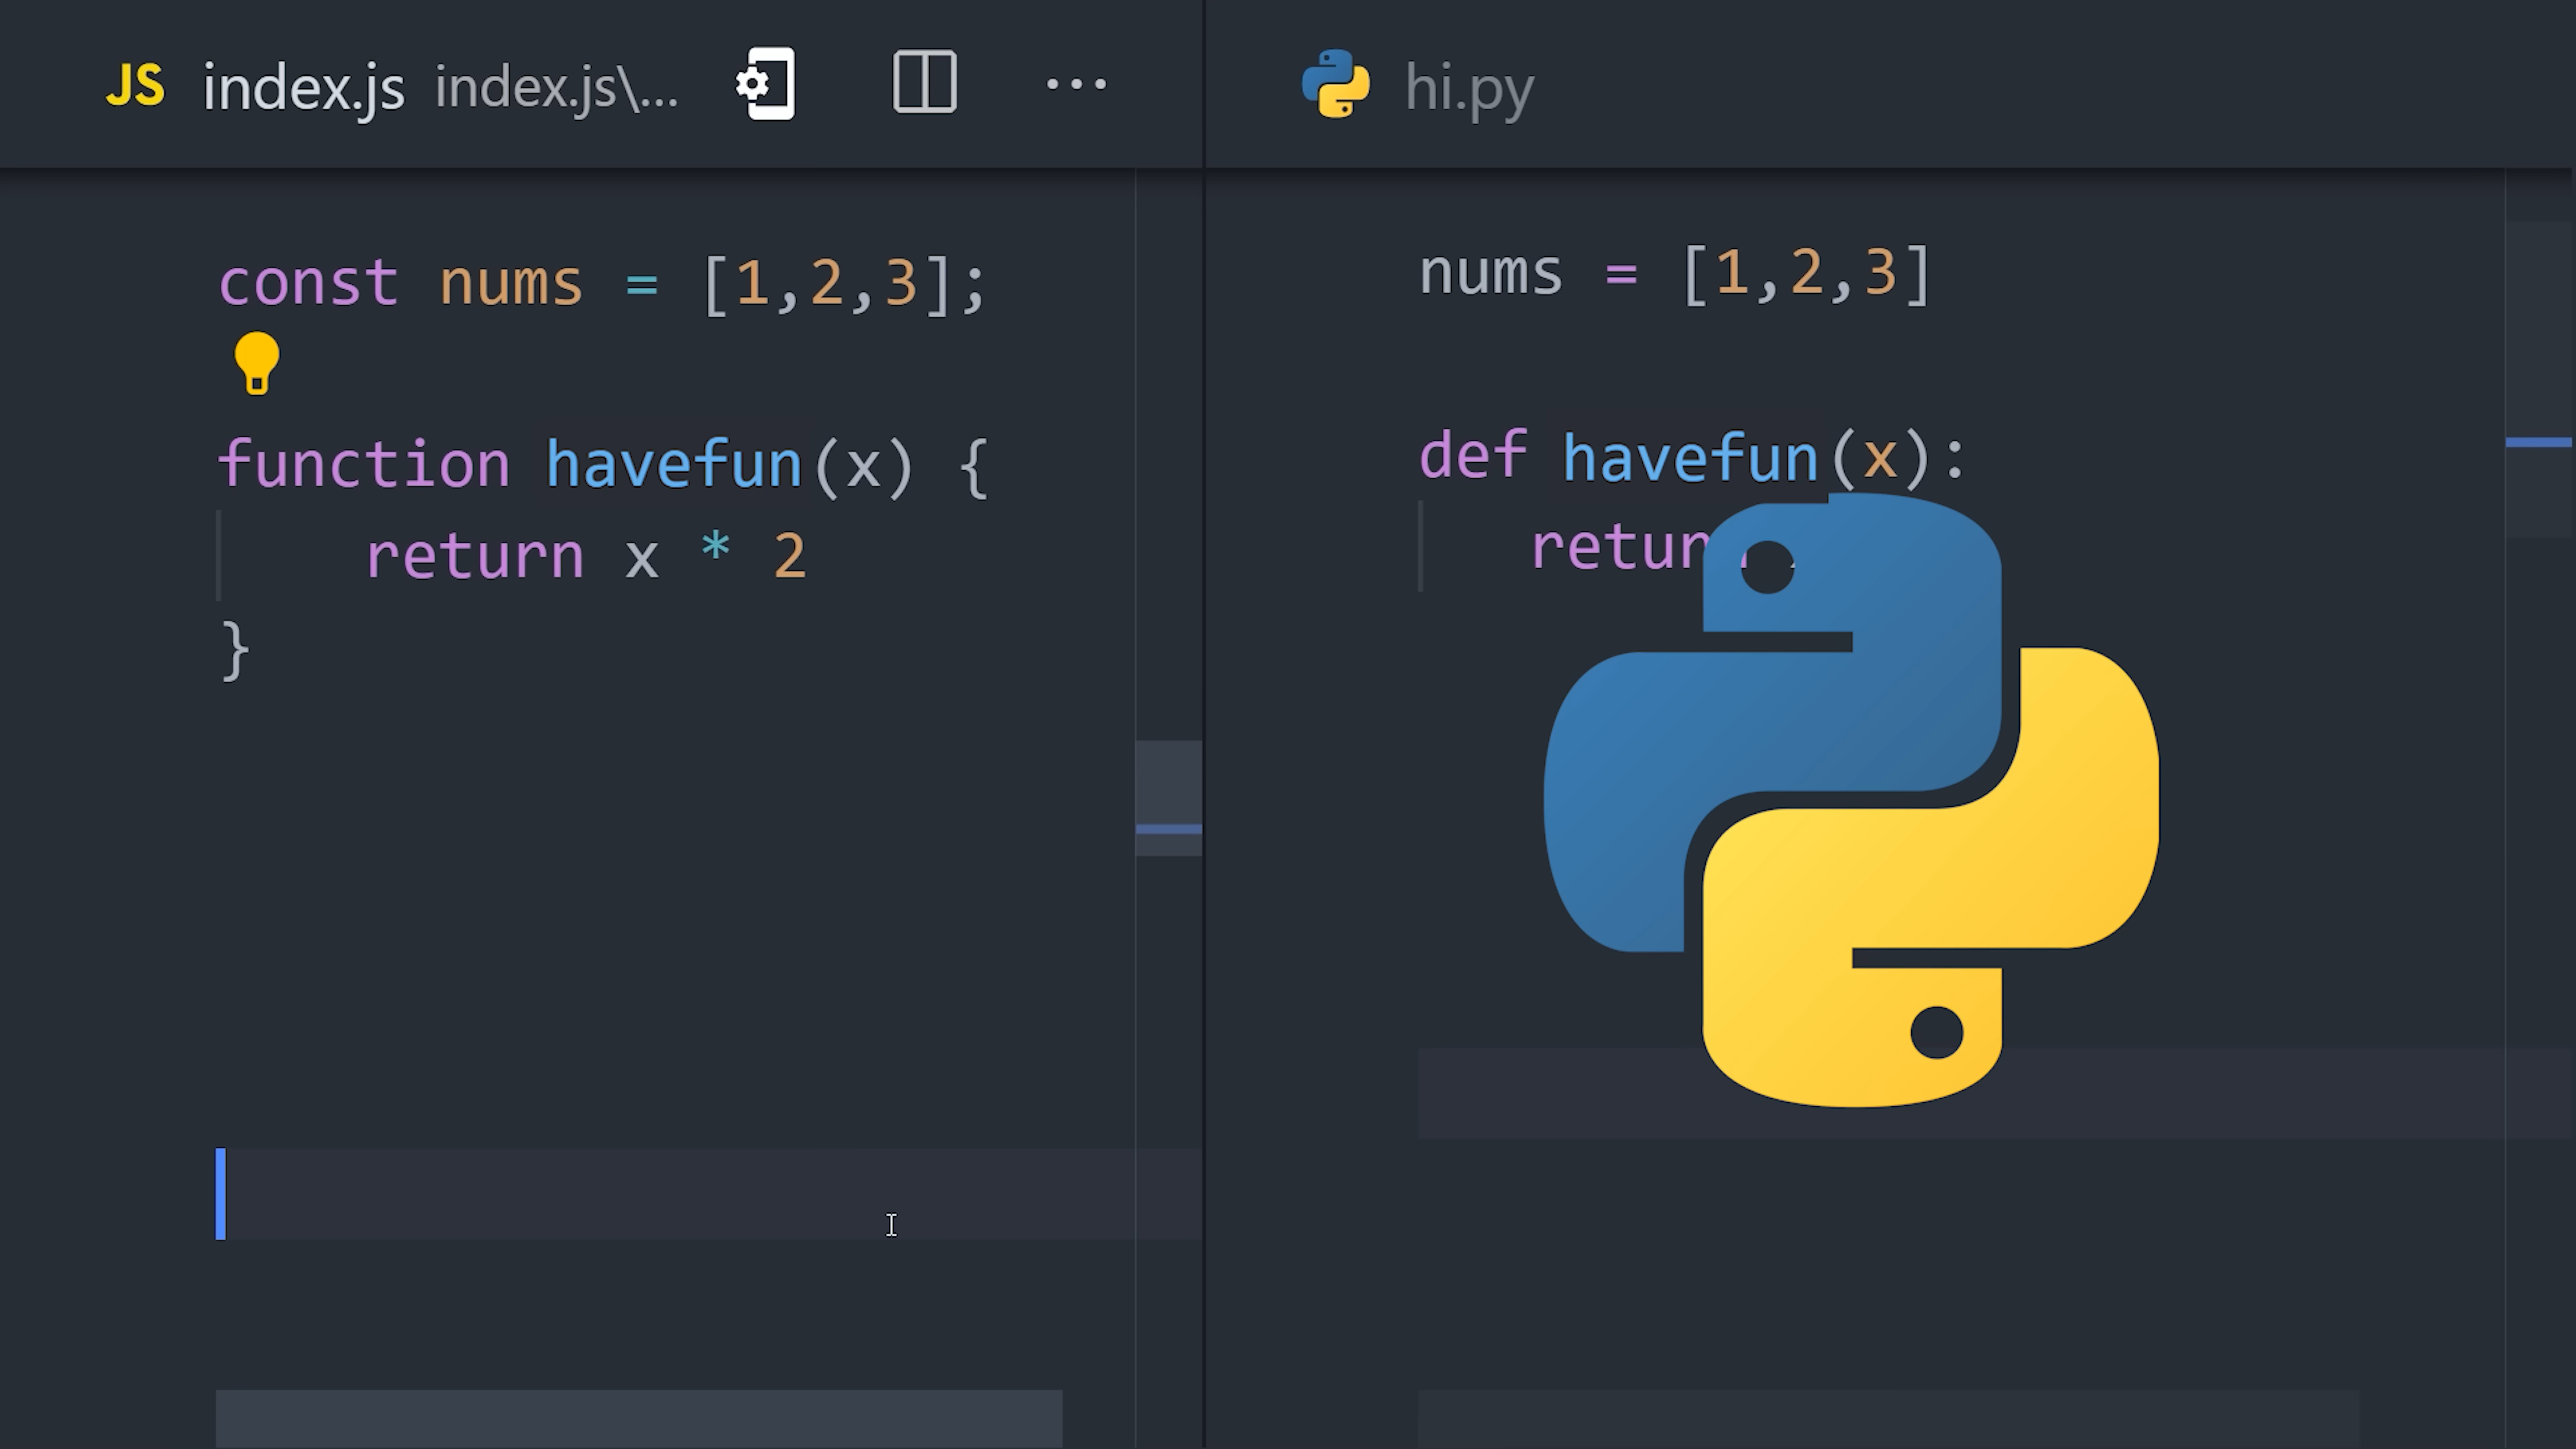 JS index.js index.js\...
const nums = [1,2,3];
function havefun(x) {
return x * 2
}
hi.py
nums = [1,2,3]
def havefun(x):
return